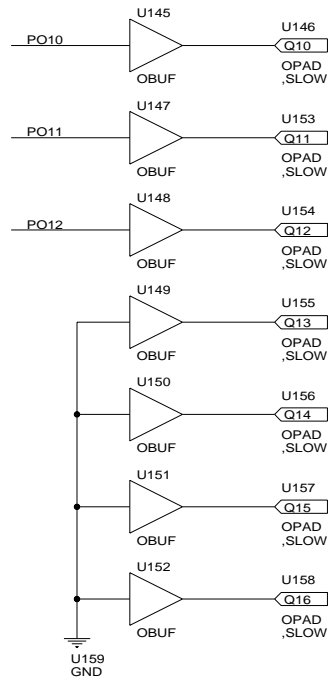 U145
U146
PO10
Q10
OBUF
OPAD
,SLOW
U147
U153
PO11
Q11
OBUF
OPAD
,SLOW
U148
U154
PO12
Q12
OBUF
OPAD
,SLOW
U149
U155
Q13
OBUF
OPAD
,SLOW
U150
U156
Q14
OBUF
OPAD
,SLOW
U151
U157
Q15
OBUF
OPAD
,SLOW
U152
U158
Q16
OBUF
OPAD
,SLOW
U159
GND